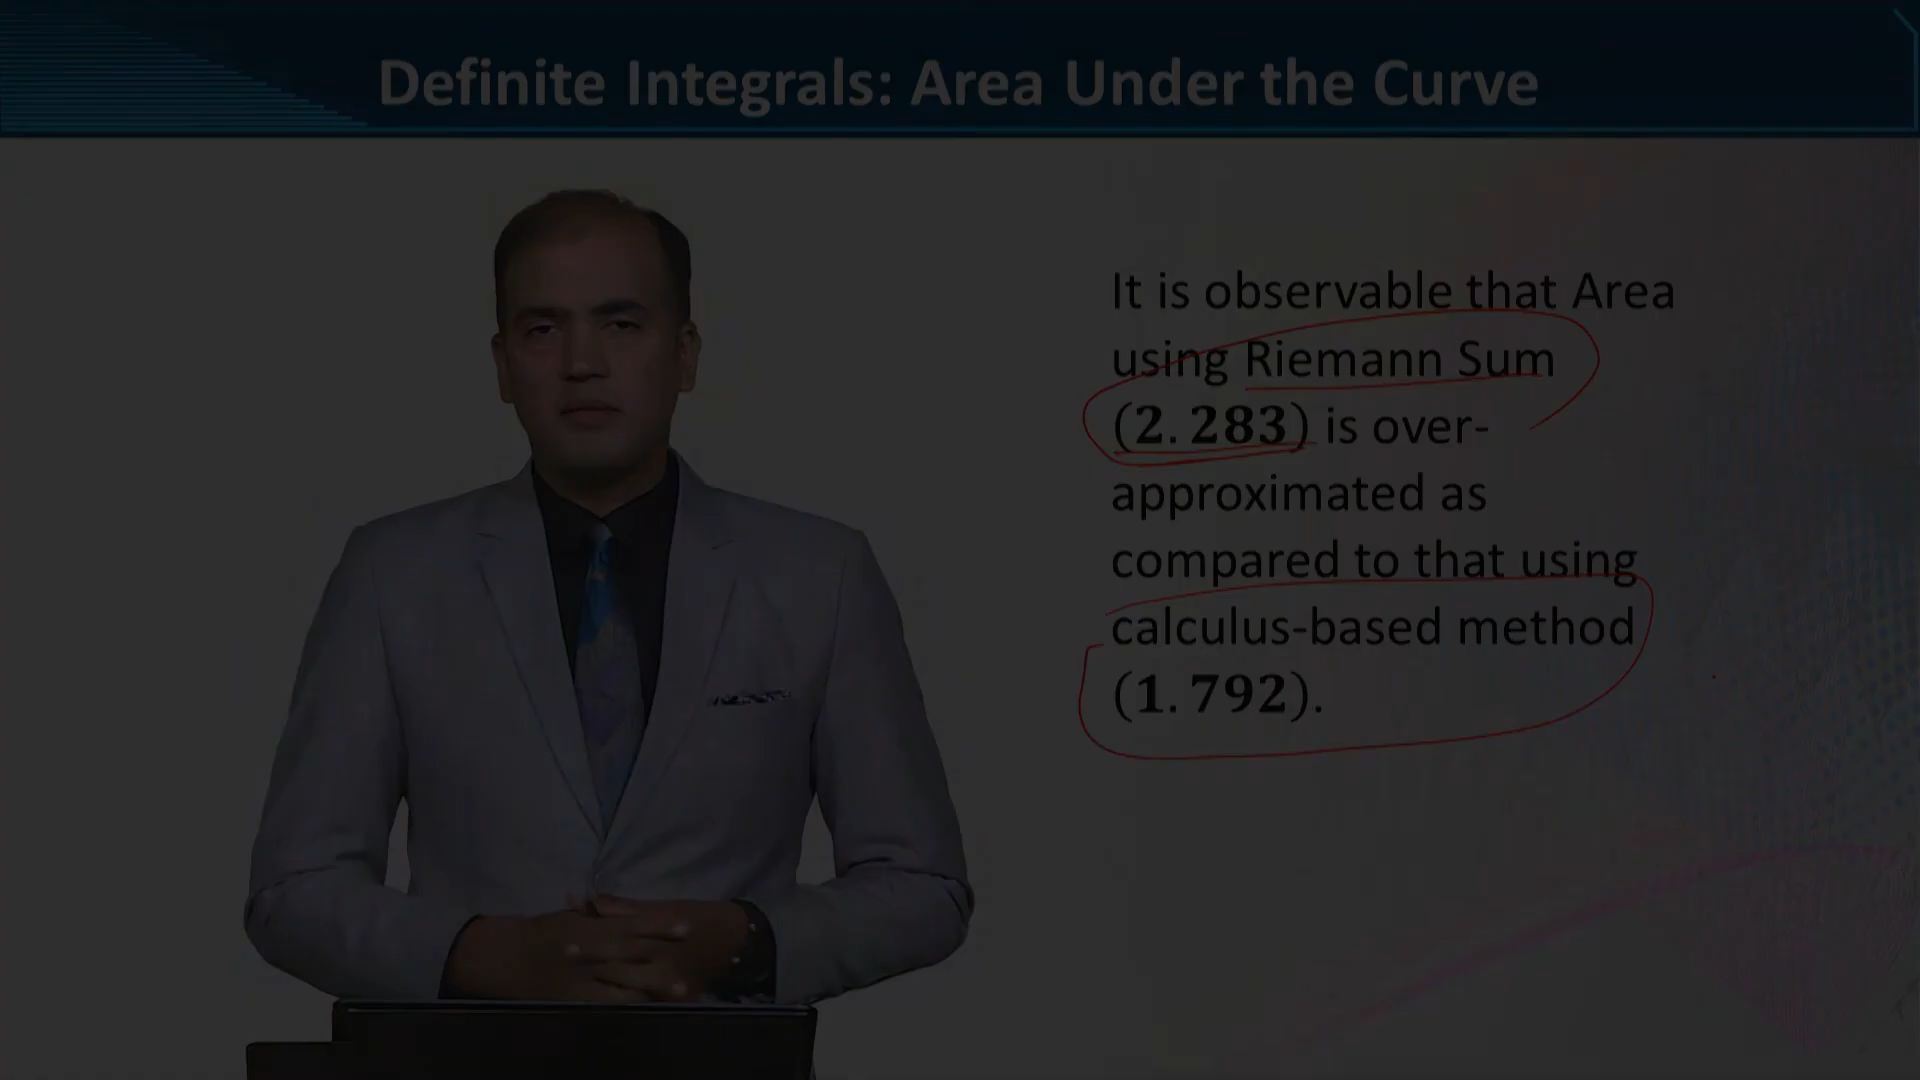 Definite Integrals: Area Under the Curve
It is observable that Area
using Riemann Sum
(2.283) is over-
approximated as
compared to that using
calculus-based method
(1.792).